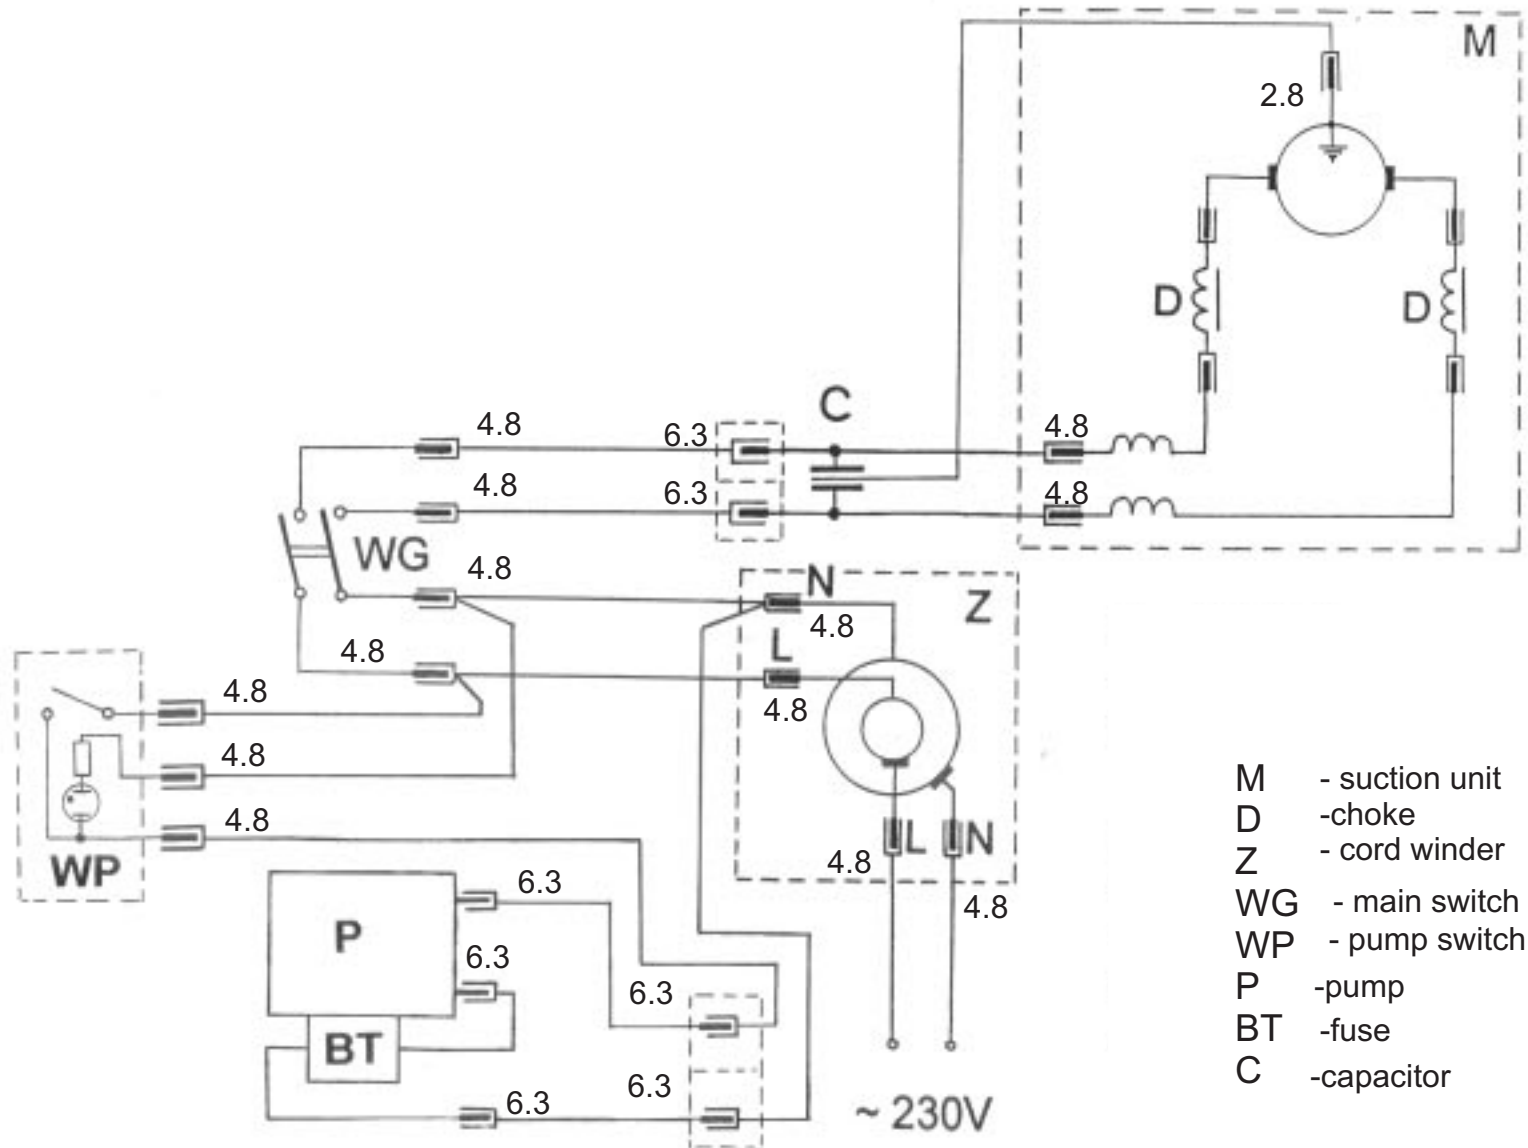 M
2.8
D
D
C
4.8
6.3
4.8
4.8
6.3
4.8
WG
4.8
N
Z
4.8
L
4.8
4.8
4.8
4.8
4.8
WP
L
N
4.8
4.8
P
6.3
6.3
6.3
BT
6.3
6.3
~ 230V
M - suction unit
D -choke
Z - cord winder
WG - main switch
WP - pump switch
P -pump
BT -fuse
C -capacitor